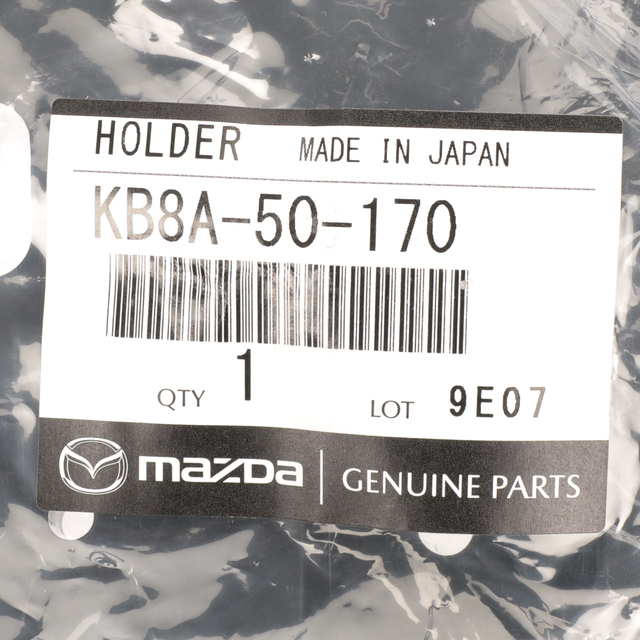 HOLDER MADE IN JAPAN
KB8A-50-170
QTY 1 LOT 9E07
mazda GENUINE PARTS